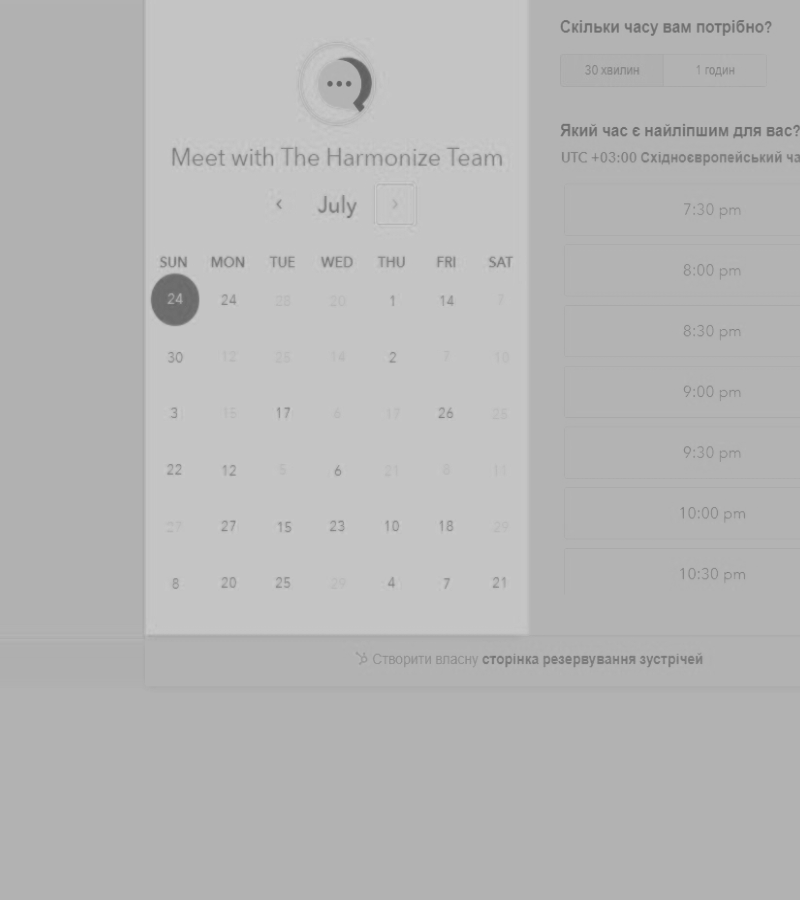 Meet with The Harmonize Team
July
SUN MON TUE WED THU FRI SAT
24 24 28 20 1 14 7
30 12 25 14 2 7 10
3 15 17 6 17 26 25
22 12 5 6 21 8 11
27 27 15 23 10 18 29
8 20 25 29 4 7 21
Скільки часу вам потрібно?
30 хвилин 1 годин
Який час є найліпшим для вас?
UTC +03:00 Східноєвропейський ча
7:30 pm
8:00 pm
8:30 pm
9:00 pm
9:30 pm
10:00 pm
10:30 pm
Створити власну сторінка резервування зустрічей